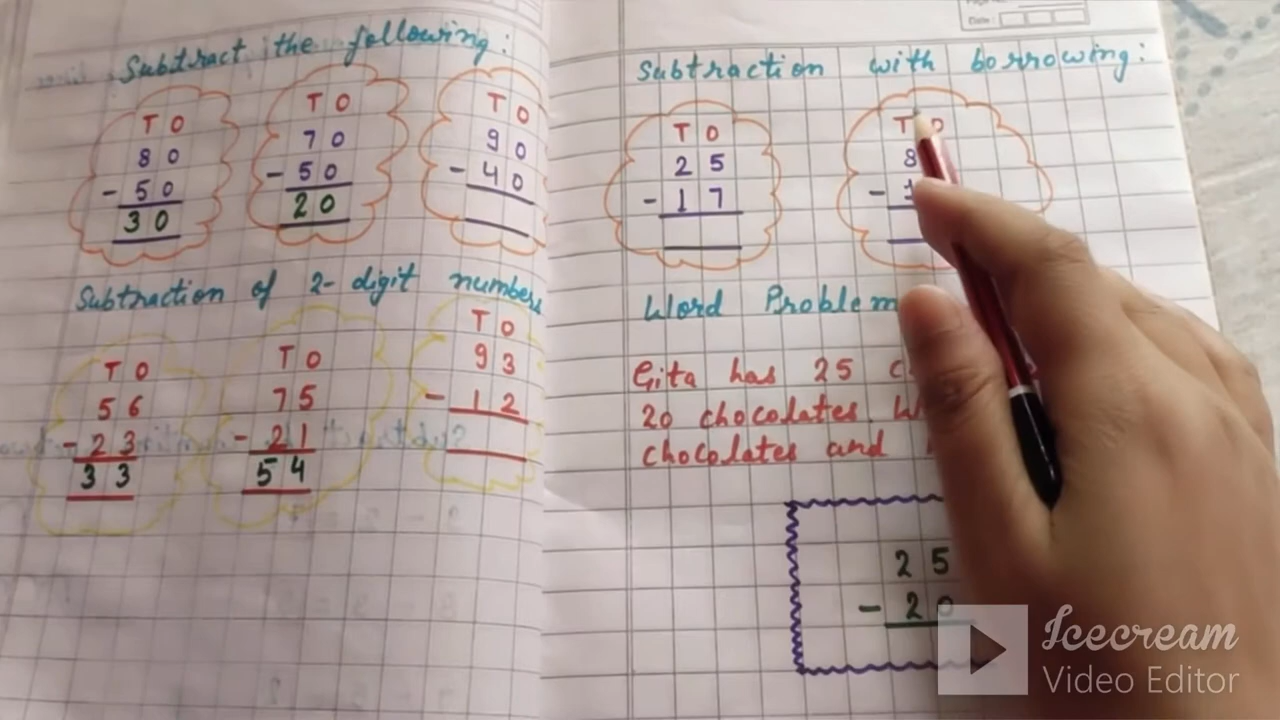 Subtract the following:
T O
8 0
- 5 0
3 0
T O
7 0
- 5 0
2 0
T O
9 0
- 4 0
Subtraction of 2-digit numbers
T O
5 6
- 2 3
3 3
T O
7 5
- 2 1
5 4
T O
9 3
- 1 2
Date :
Subtraction with borrowing:
T O
2 5
- 1 7
T O
8
-
Word Problem
Gita has 25
20 chocolates.
chocolates and
2 5
- 2 0
Icecream
Video Editor